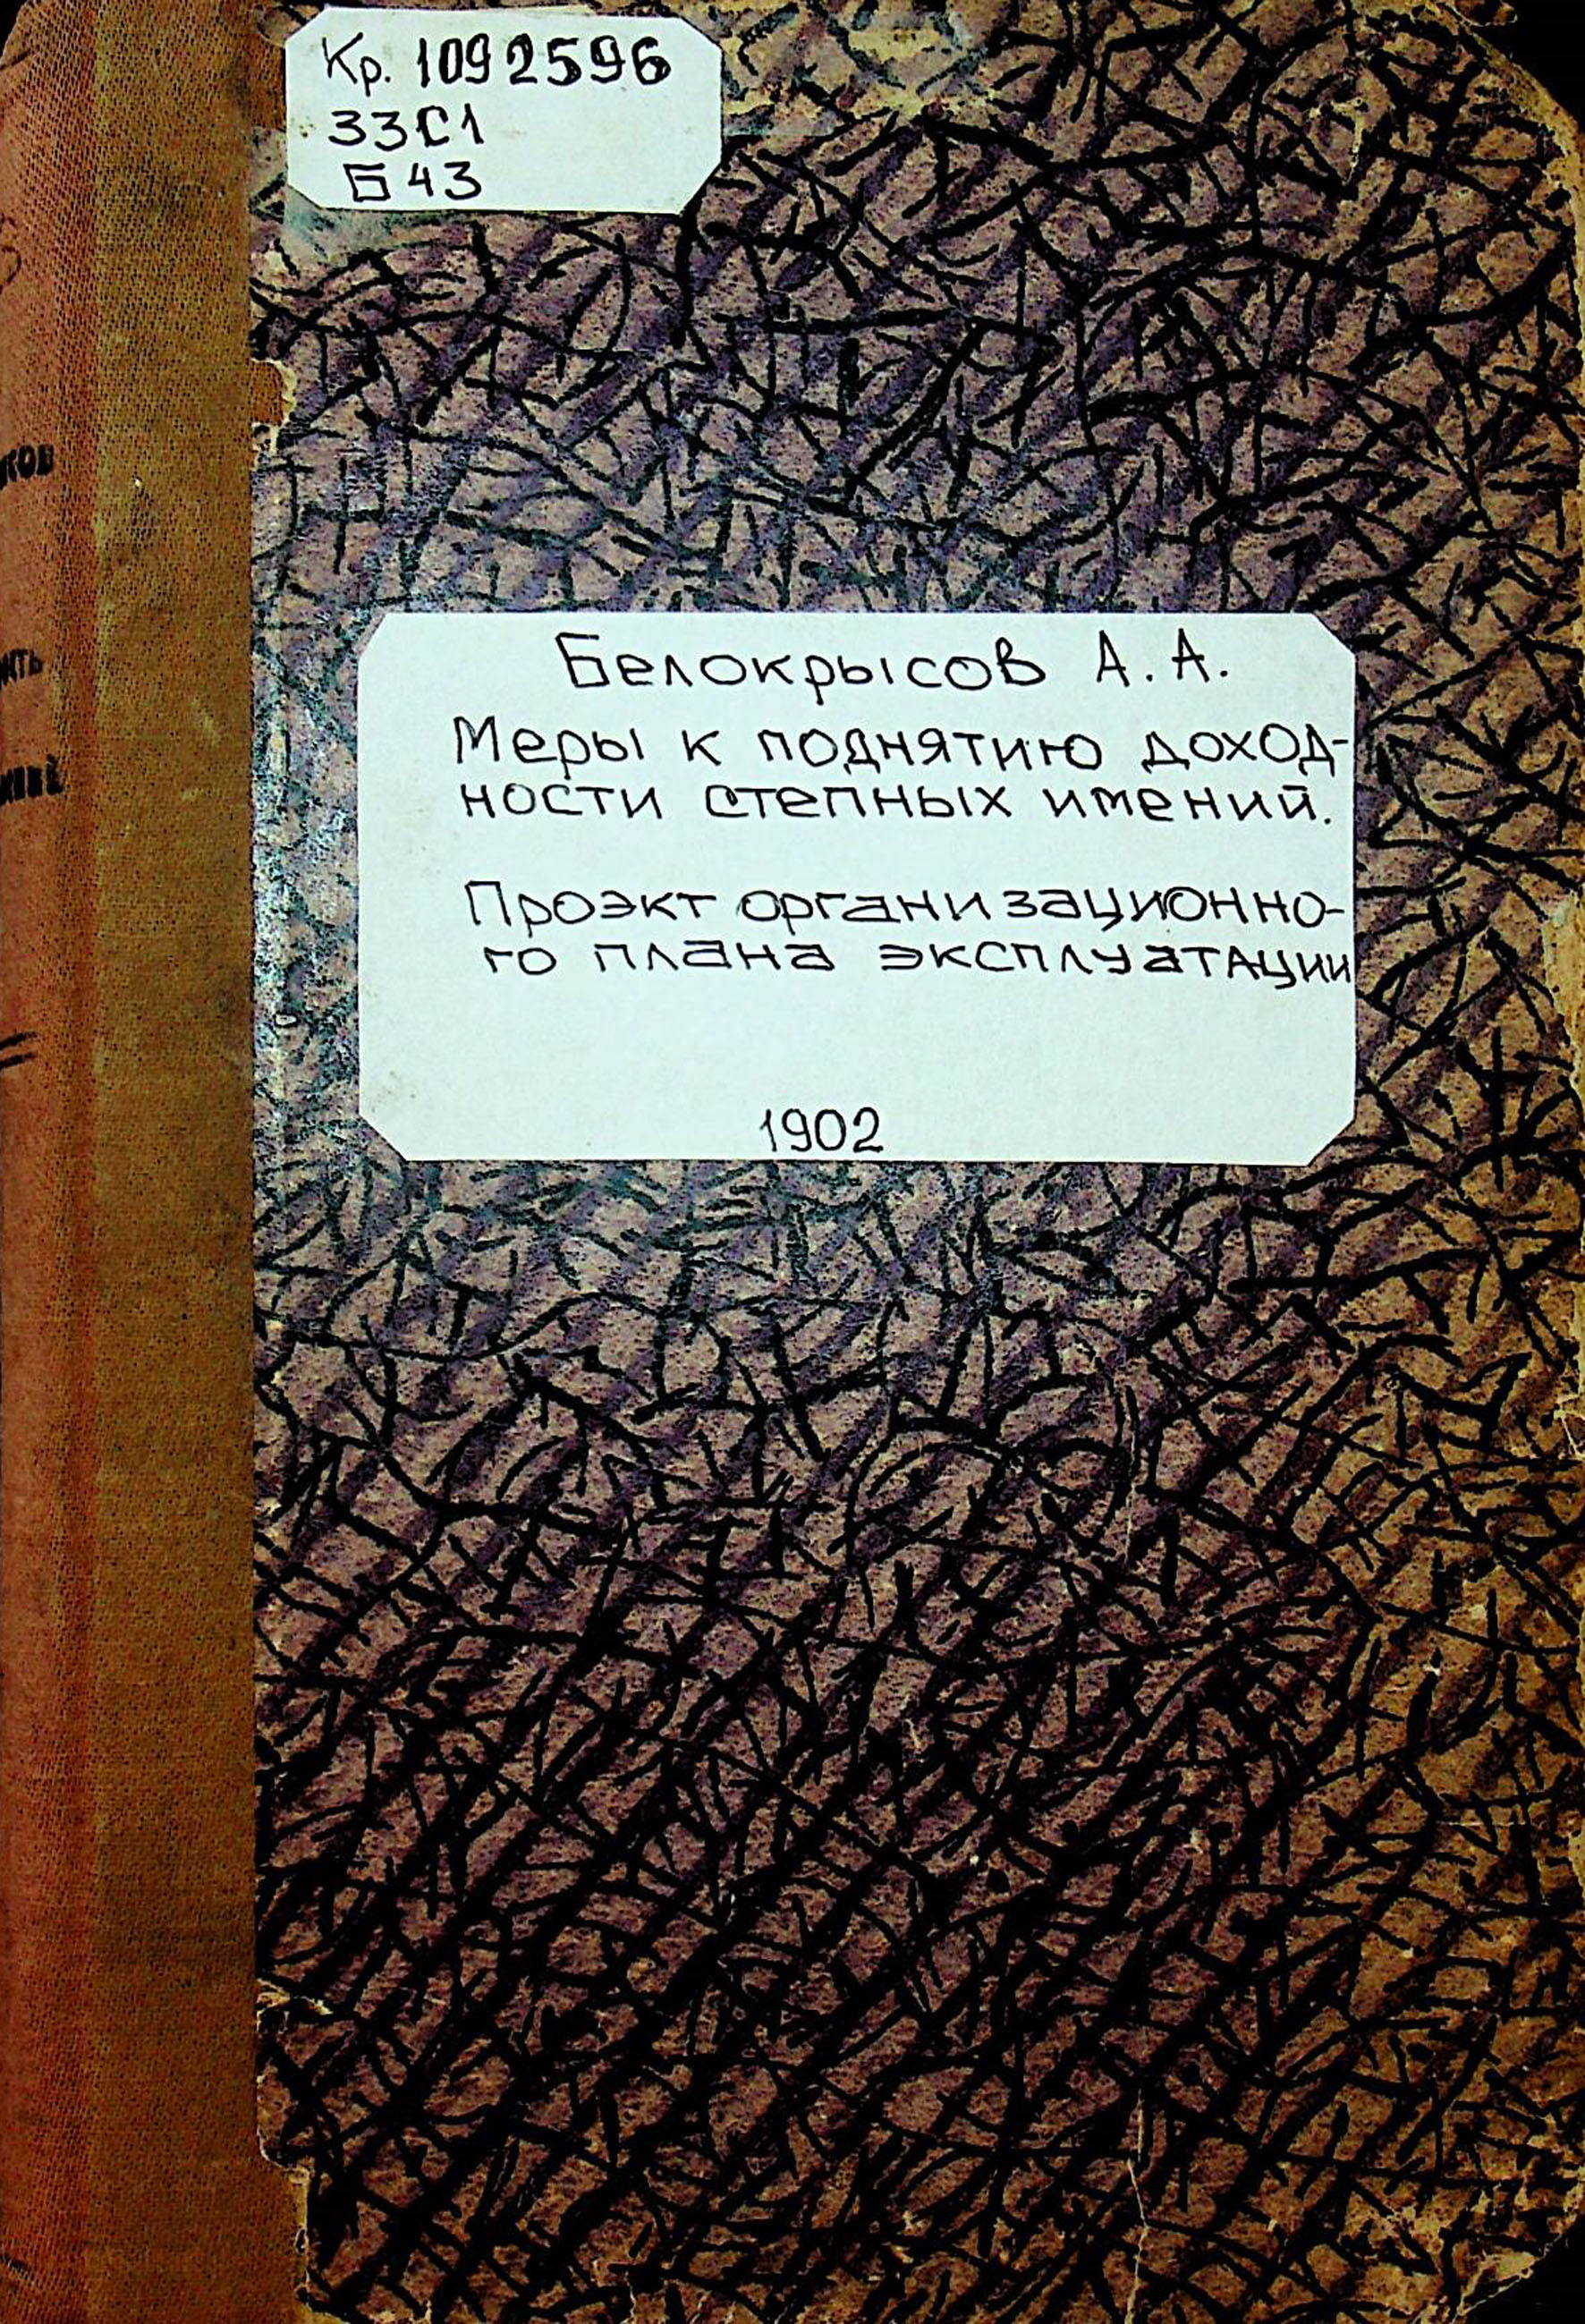 Кр. 1092596
33С1
Б43
Белокрысов А. А.
Меры к поднятию доход-
ности степных имений.
Проэкт организационно-
го плана эксплуатации
1902